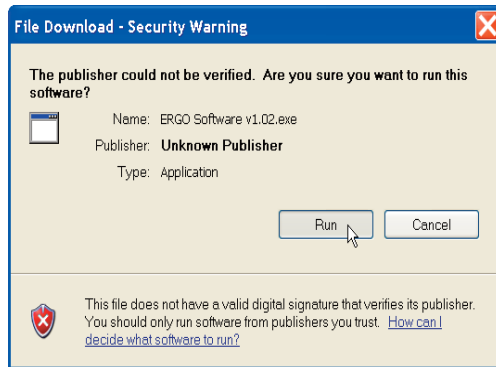 File Download - Security Warning
The publisher could not be verified. Are you sure you want to run this
software?
Name: ERGO Software v1.02.exe
Publisher: Unknown Publisher
Type: Application
Run Cancel
This file does not have a valid digital signature that verifies its publisher.
You should only run software from publishers you trust. How can I
decide what software to run?